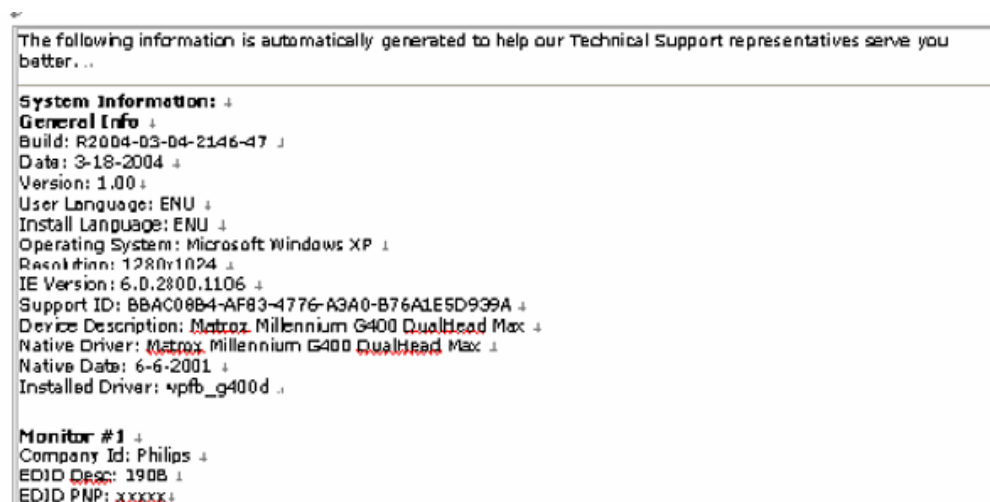 The following information is automatically generated to help our Technical Support representatives serve you
better...
System Information:
General Info
Build: R2004-03-04-2146-47
Date: 3-18-2004
Version: 1.00
User Language: ENU
Install Language: ENU
Operating System: Microsoft Windows XP
Resolution: 1280x1024
IE Version: 6.0.2800.1106
Support ID: BBAC08B4-AF83-4776-A3A0-B76A1E5D939A
Device Description: Matrox Millennium G400 DualHead Max
Native Driver: Matrox Millennium G400 DualHead Max
Native Date: 6-6-2001
Installed Driver: vpfb_g400d
Monitor #1
Company Id: Philips
EDID Desc: 190B
EDID PNP: xxxxx